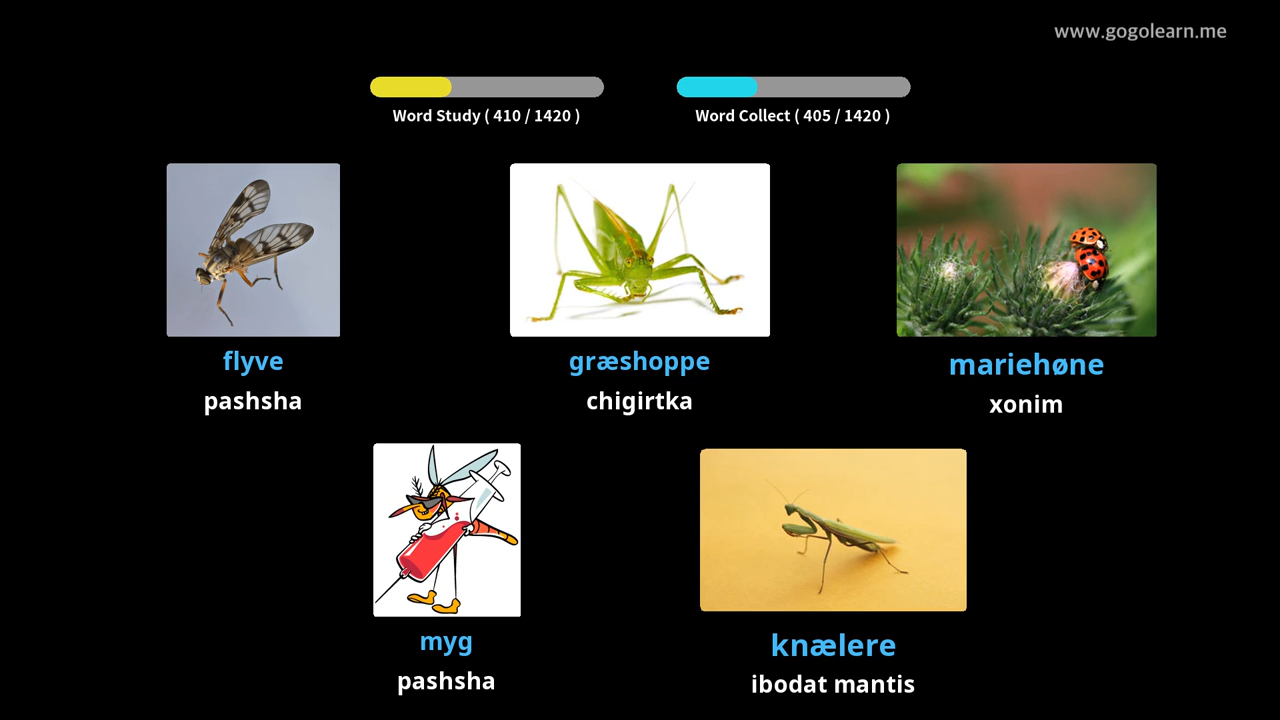 www.gogolearn.me
Word Study ( 410 / 1420 )
Word Collect ( 405 / 1420 )
flyve
pashsha
græshoppe
chigirtka
mariehøne
xonim
myg
pashsha
knælere
ibodat mantis